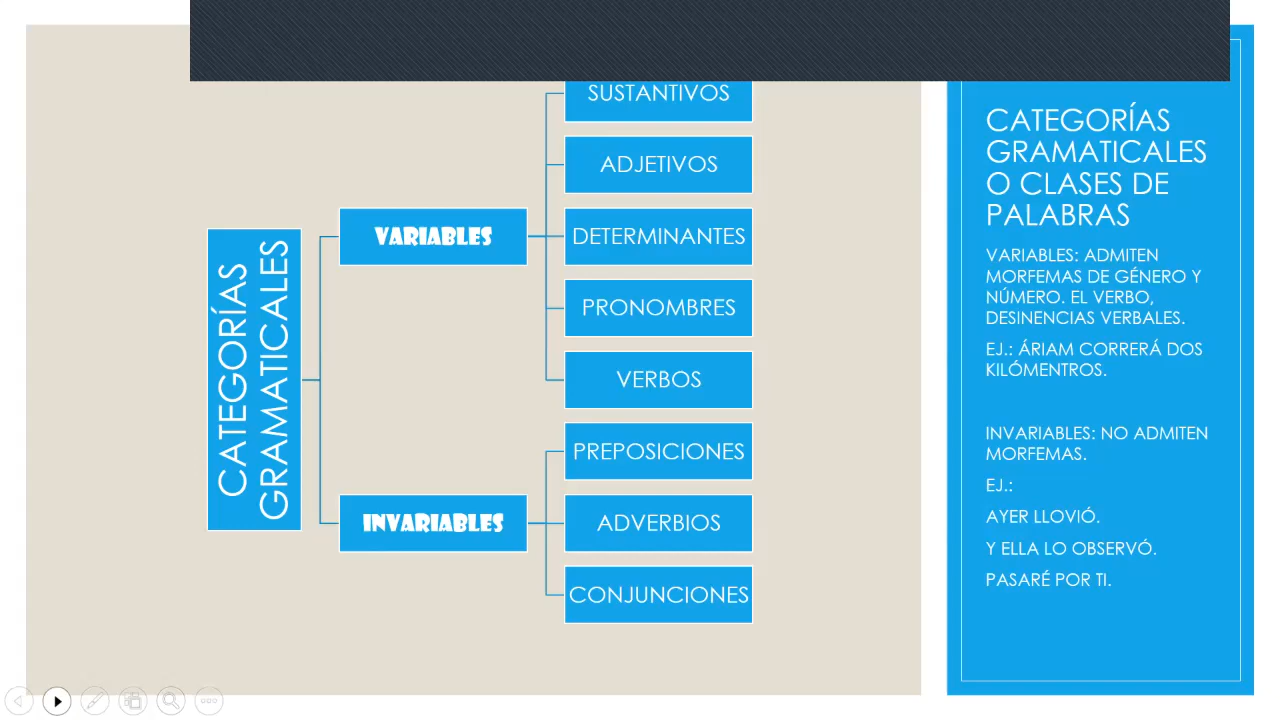 CATEGORÍAS
GRAMATICALES
VARIABLES
SUSTANTIVOS
ADJETIVOS
DETERMINANTES
PRONOMBRES
VERBOS
INVARIABLES
PREPOSICIONES
ADVERBIOS
CONJUNCIONES
CATEGORÍAS
GRAMATICALES
O CLASES DE
PALABRAS
VARIABLES: ADMITEN
MORFEMAS DE GÉNERO Y
NÚMERO. EL VERBO,
DESINENCIAS VERBALES.
EJ.: ÁRIAM CORRERÁ DOS
KILÓMENTROS.
INVARIABLES: NO ADMITEN
MORFEMAS.
EJ.:
AYER LLOVIÓ.
Y ELLA LO OBSERVÓ.
PASARÉ POR TI.